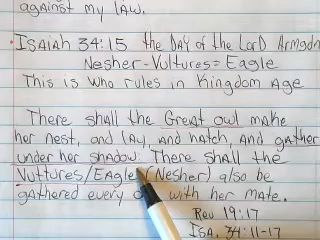 against my law.
• Isaiah 34:15 the Day of the Lord Armgdn
Nesher-Vultures = Eagle
This is who rules in Kingdom Age
There shall the Great owl make
her nest, and lay, and hatch, and gather
under her shadow: There shall the
Vultures/Eagle (Nesher) also be
gathered every with her mate.
Rev 19:17
Isa. 34:11-17